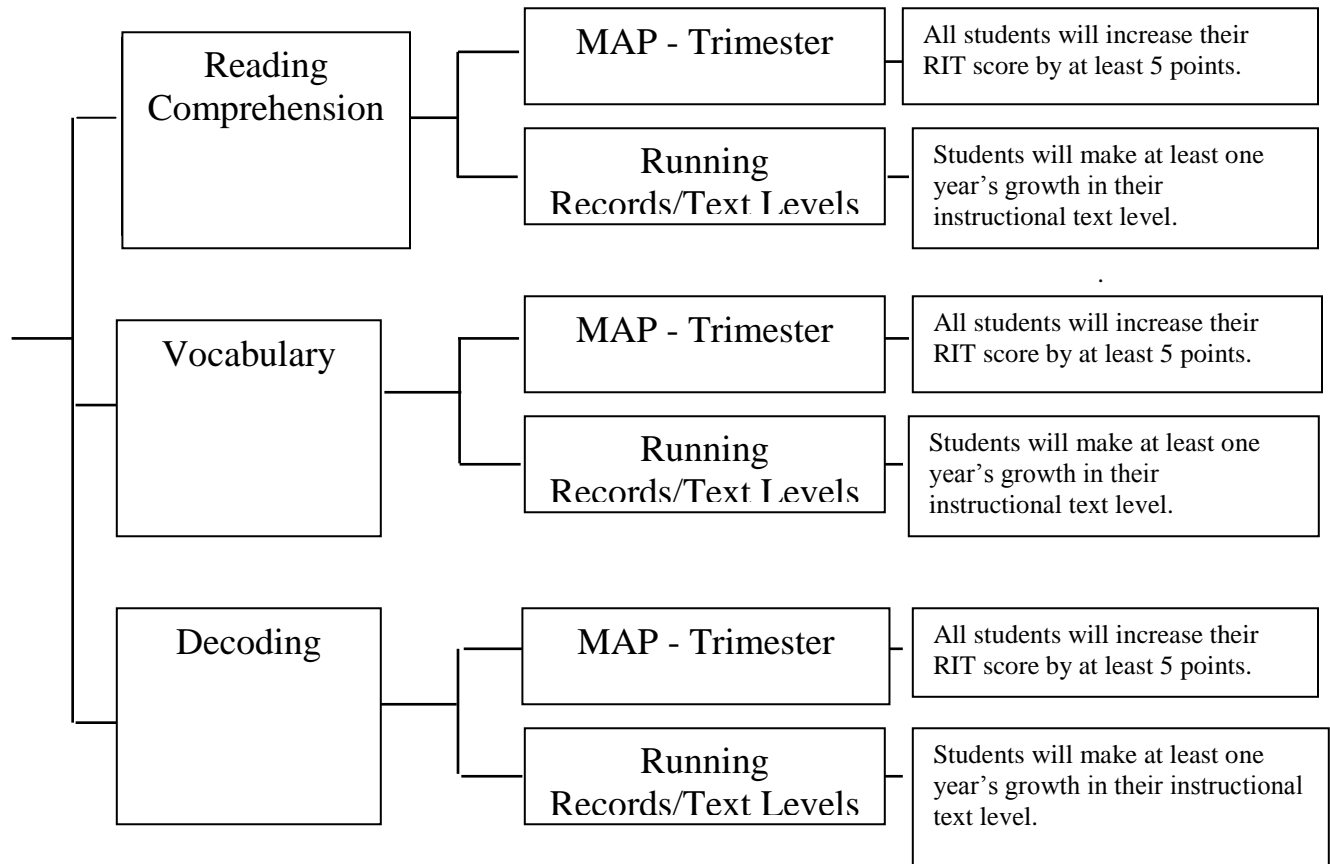 Reading
Comprehension
MAP - Trimester
All students will increase their
RIT score by at least 5 points.
Running
Records/Text Levels
Students will make at least one
year’s growth in their
instructional text level.
.
Vocabulary
MAP - Trimester
All students will increase their
RIT score by at least 5 points.
Running
Records/Text Levels
Students will make at least one
year’s growth in their
instructional text level.
Decoding
MAP - Trimester
All students will increase their
RIT score by at least 5 points.
Running
Records/Text Levels
Students will make at least one
year’s growth in their instructional
text level.